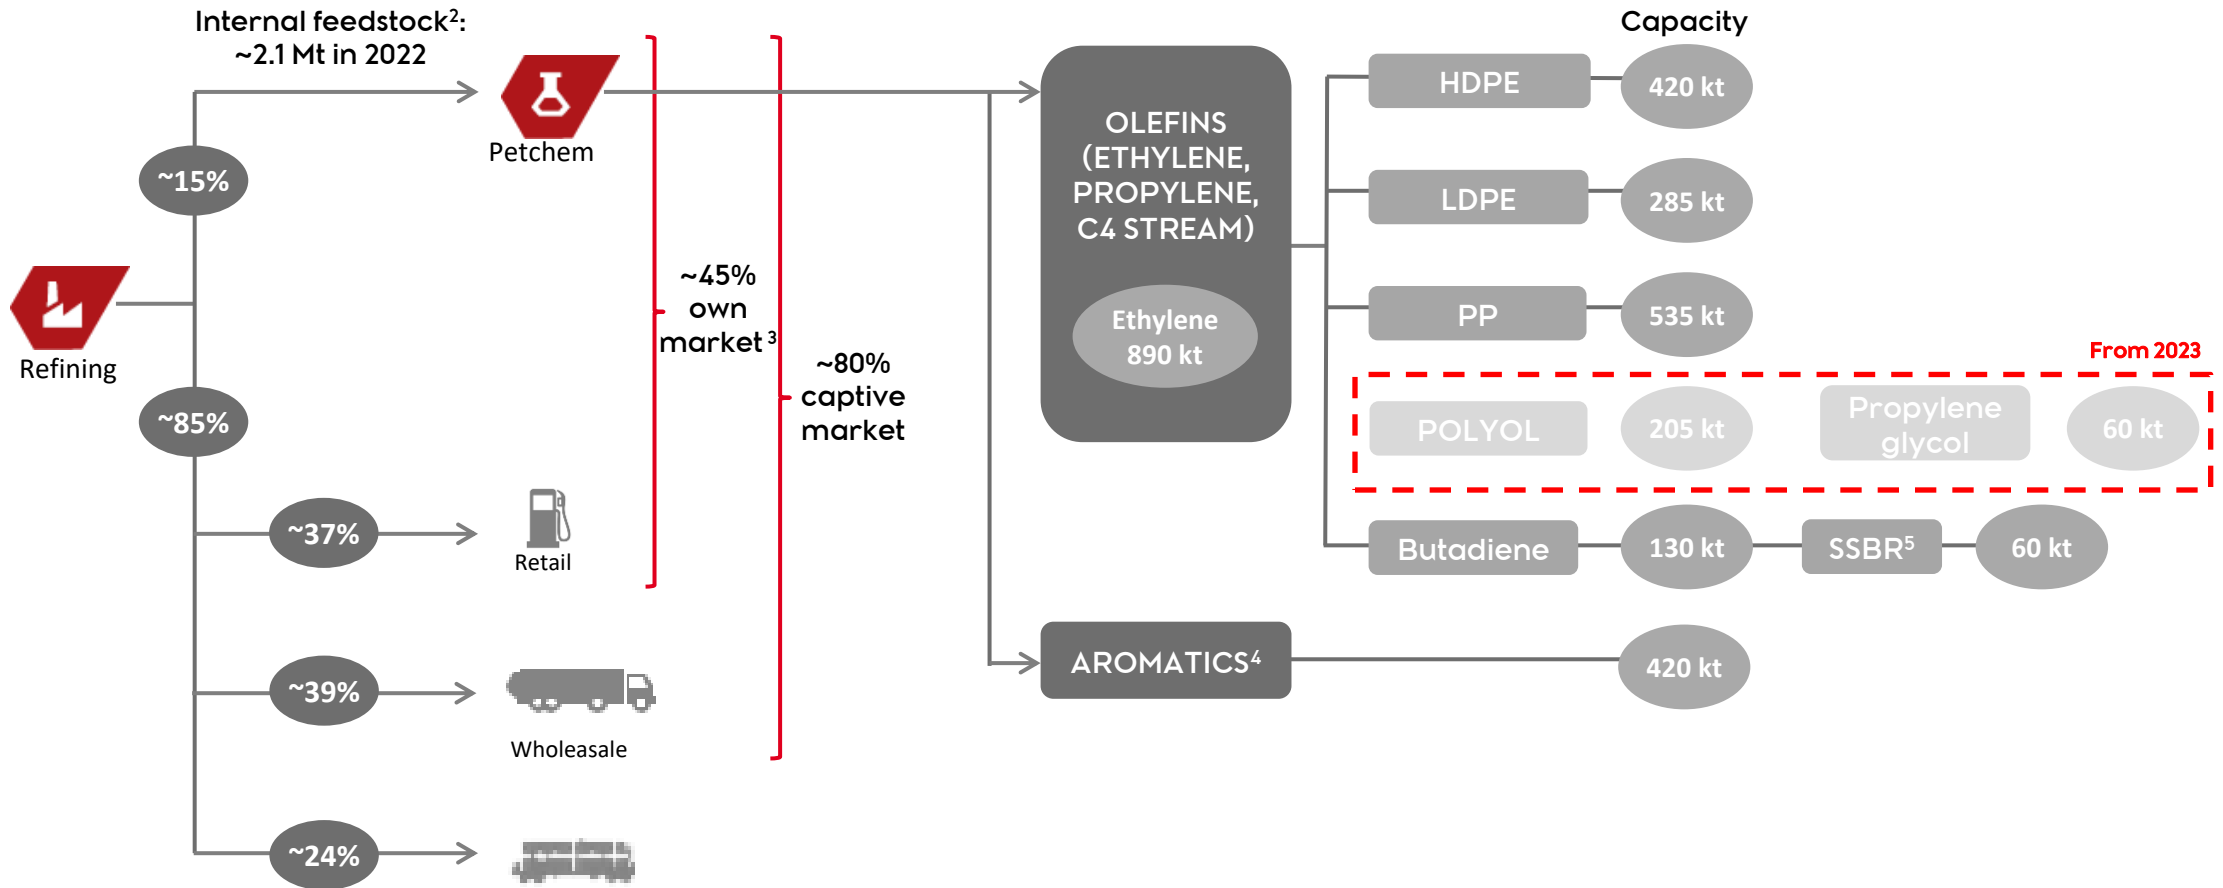 Internal feedstock²:
~2.1 Mt in 2022
Capacity
Petchem
~15%
Refining
~85%
~37%
Retail
~39%
Wholeasale
~24%
~45%
own
market³
~80%
captive
market
OLEFINS
(ETHYLENE,
PROPYLENE,
C4 STREAM)
Ethylene
890 kt
HDPE
420 kt
LDPE
285 kt
PP
535 kt
From 2023
POLYOL
205 kt
Propylene
glycol
60 kt
Butadiene
130 kt
SSBR⁵
60 kt
AROMATICS⁴
420 kt